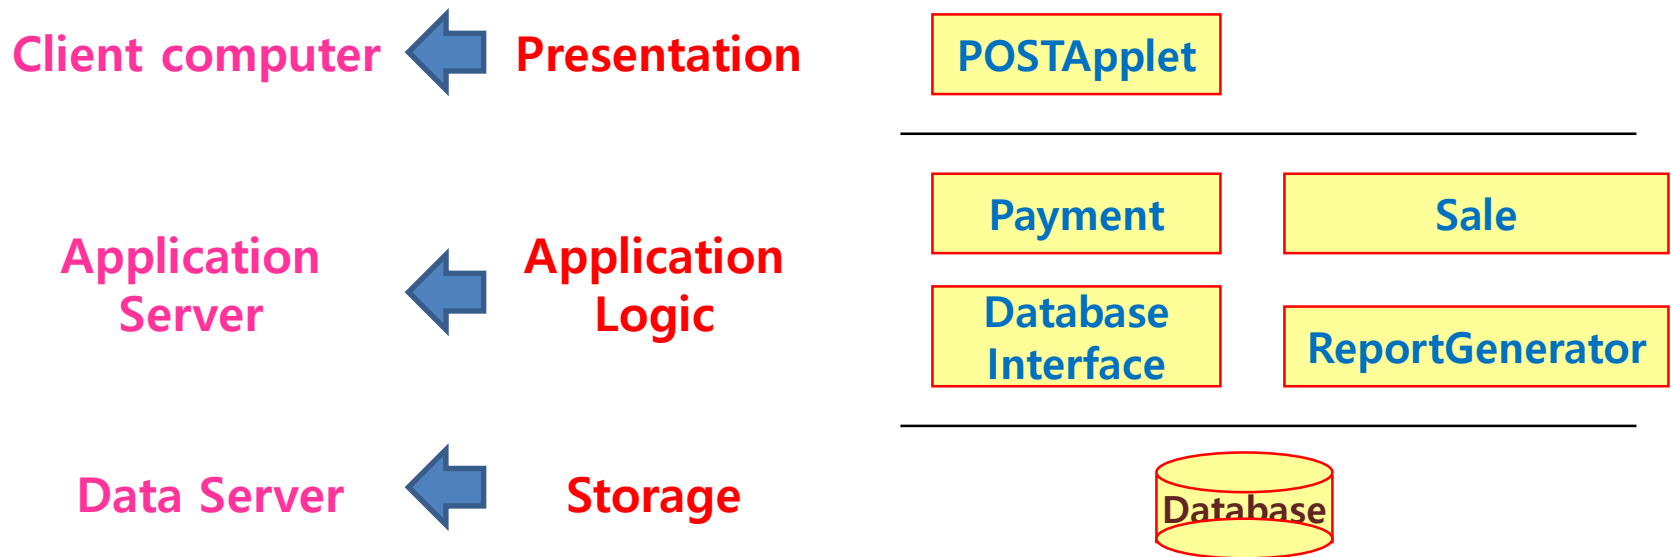 Client computer
Presentation
POSTApplet
Payment
Sale
Application
Server
Application
Logic
Database
Interface
ReportGenerator
Data Server
Storage
Database